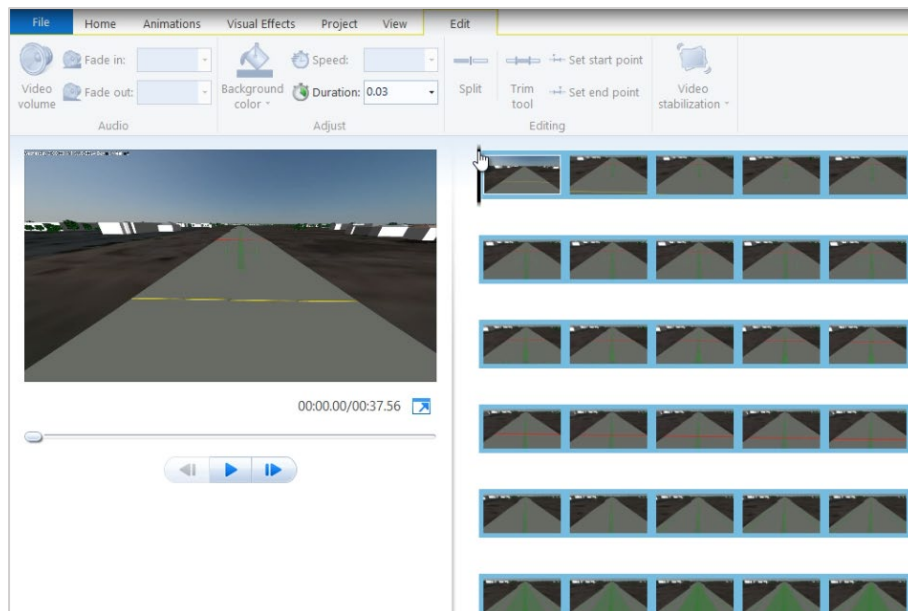 File Home Animations Visual Effects Project View Edit
Fade in: Speed: Set start point
Video volume Fade out: Background color Duration: 0.03 Split Trim tool Set end point Video stabilization
Audio Adjust Editing
00:00.00/00:37.56